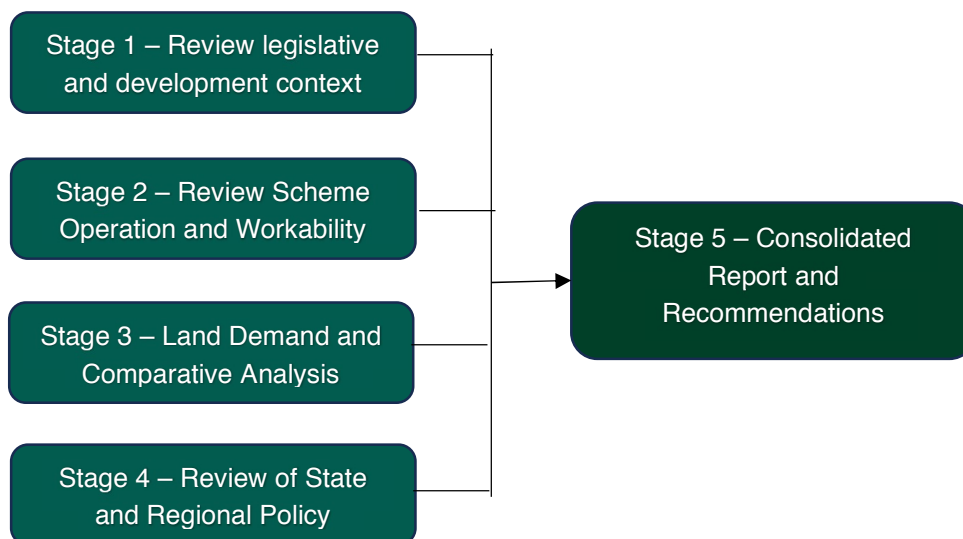 Stage 1 – Review legislative
and development context
Stage 2 – Review Scheme
Operation and Workability
Stage 3 – Land Demand and
Comparative Analysis
Stage 4 – Review of State
and Regional Policy
Stage 5 – Consolidated
Report and
Recommendations